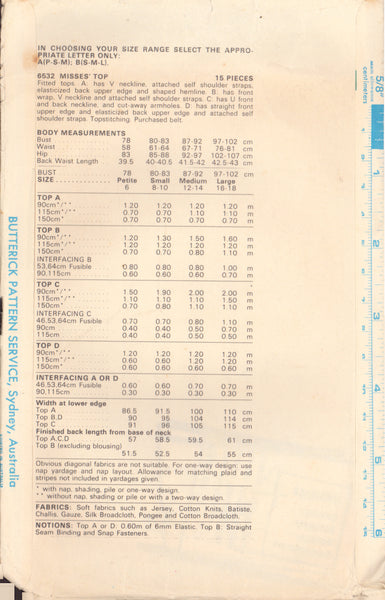 IN CHOOSING YOUR SIZE RANGE SELECT THE APPRO-
PRIATE LETTER ONLY:
A(P-S-M); B(S-M-L).
6532 MISSES' TOP 15 PIECES
Fitted tops. A: has V neckline, attached self shoulder straps,
elasticized back upper edge and shaped hemline. B: has front
wrap, V neckline and attached self shoulder straps. C: has U front
and back neckline, and cut-away armholes. D: has straight front
upper edge and elasticized back upper edge and attached self
shoulder straps. Topstitching. Purchased belt.
BODY MEASUREMENTS
Bust 78 80-83 87-92 97-102 cm
Waist 58 61-64 67-71 76-81 cm
Hip 83 85-88 92-97 102-107 cm
Back Waist Length 39.5 40-40.5 41.5-42 42.5-43 cm
BUST 78 80-83 87-92 97-102 cm
SIZE Petite Small Medium Large
6 8-10 12-14 16-18
TOP A
90cm*/** 1.20 1.20 1.20 1.20 m
115cm*/** 0.70 0.70 1.10 1.10 m
150cm* 0.70 0.70 0.70 0.70 m
TOP B
90cm*/** 1.20 1.30 1.50 1.60 m
115cm*/** 1.20 1.20 1.20 1.20 m
150cm* 0.70 0.70 0.80 1.10 m
INTERFACING B
53,64cm Fusible 0.80 0.80 0.80 1.00 m
90,115cm 0.60 0.60 0.60 0.70 m
TOP C
90cm*/** 1.50 1.90 2.00 2.00 m
115cm*/** 1.10 1.10 1.10 1.50 m
150cm* 0.70 0.80 1.10 1.10 m
INTERFACING C
46,53,64cm Fusible 0.70 0.70 0.80 1.10 m
90cm 0.40 0.40 0.50 0.70 m
115cm 0.40 0.40 0.50 0.50 m
TOP D
90cm*/** 1.20 1.20 1.20 1.20 m
115cm*/** 0.60 0.60 1.20 1.20 m
150cm* 0.60 0.60 0.60 0.60 m
INTERFACING A OR D
46,53,64cm Fusible 0.60 0.60 0.70 0.70 m
90,115cm 0.30 0.30 0.30 0.30 m
Width at lower edge
Top A 86.5 91.5 100 110 cm
Top B,D 90 95 104 114 cm
Top C 91 96 105 115 cm
Finished back length from base of neck
Top A,C,D 57 58.5 59.5 61 cm
Top B (excluding blousing)
51.5 52.5 54 55 cm
Obvious diagonal fabrics are not suitable. For one-way design: use
nap yardage and nap layout. Allowance for matching plaid and
stripes not included in yardages given.
* with nap, shading, pile or one-way design.
** without nap, shading or pile or with a two-way design.
FABRICS: Soft fabrics such as Jersey, Cotton Knits, Batiste,
Challis, Gauze, Silk Broadcloth, Pongee and Cotton Broadcloth.
NOTIONS: Top A or D: 0.60m of 6mm Elastic. Top B: Straight
Seam Binding and Snap Fasteners.
BUTTERICK PATTERN SERVICE, Sydney, Australia
5/8"
centimeters
1
2
3
4
5
6